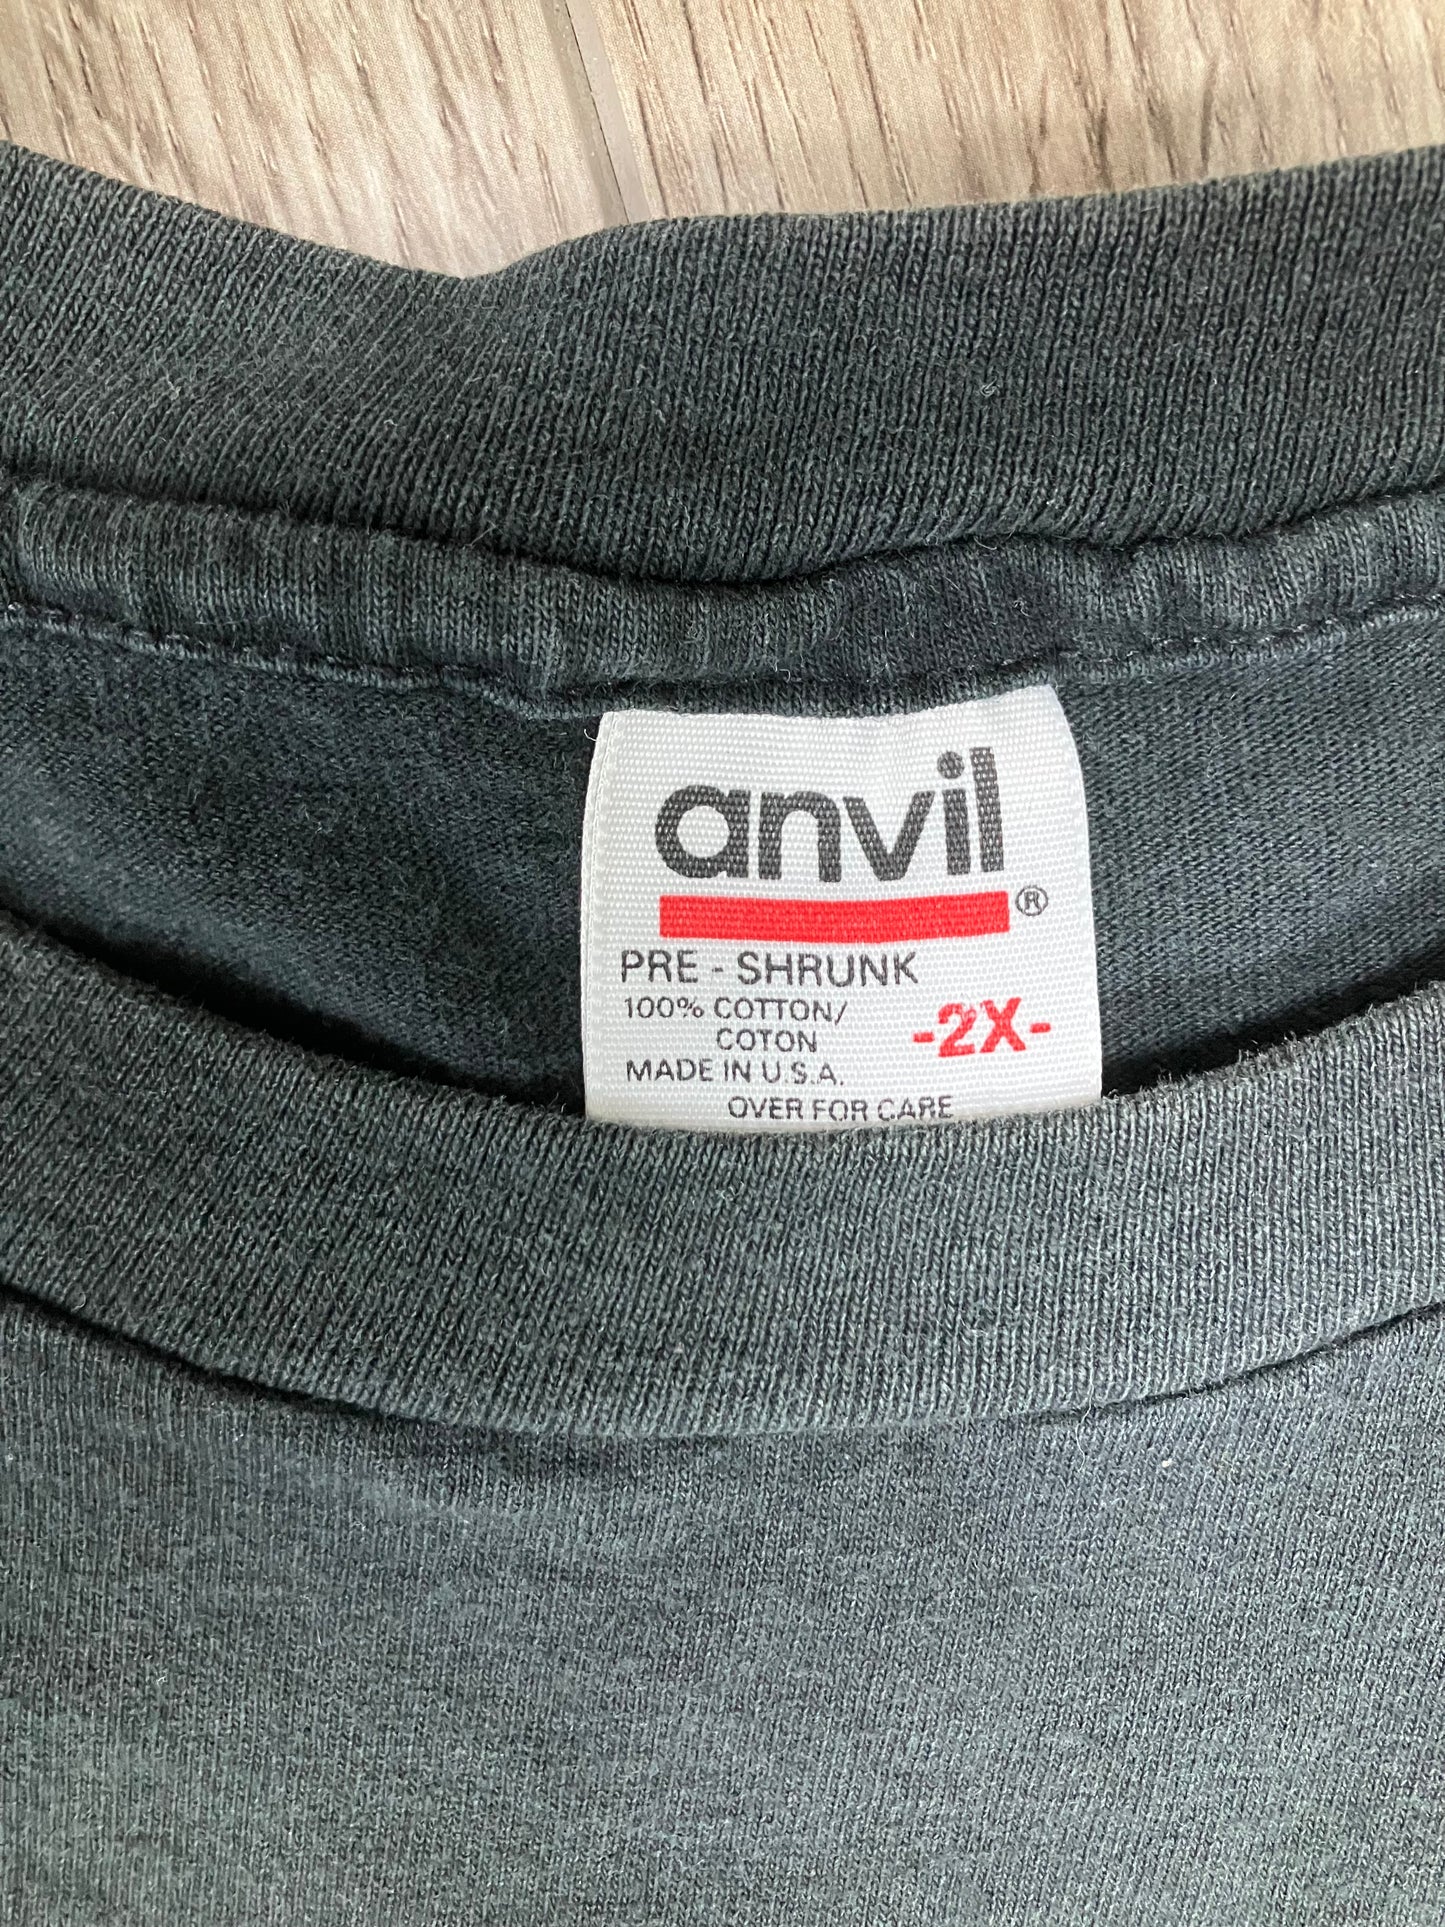 anvil®
PRE - SHRUNK
100% COTTON/
COTON
-2X-
MADE IN U.S.A.
OVER FOR CARE